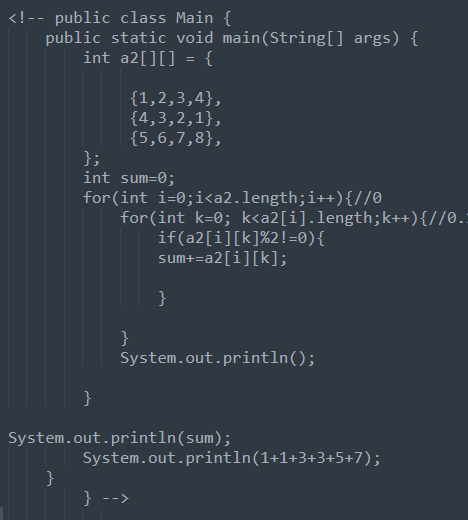 <!-- public class Main {
public static void main(String[] args) {
int a2[][] = {
{1,2,3,4},
{4,3,2,1},
{5,6,7,8},
};
int sum=0;
for(int i=0;i<a2.length;i++){//0
for(int k=0; k<a2[i].length;k++){//0.
if(a2[i][k]%2!=0){
sum+=a2[i][k];
}
}
System.out.println();
}
System.out.println(sum);
System.out.println(1+1+3+3+5+7);
}
} -->